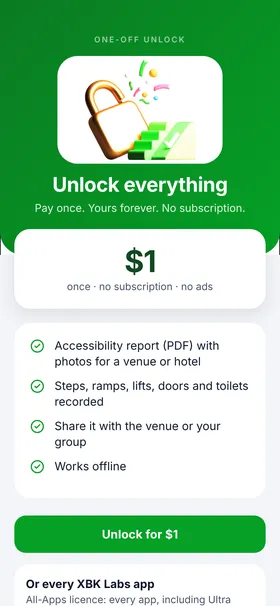 ONE-OFF UNLOCK
Unlock everything
Pay once. Yours forever. No subscription.
$1
once · no subscription · no ads
Accessibility report (PDF) with
photos for a venue or hotel
Steps, ramps, lifts, doors and toilets
recorded
Share it with the venue or your
group
Works offline
Unlock for $1
Or every XBK Labs app
All-Apps licence: every app, including Ultra